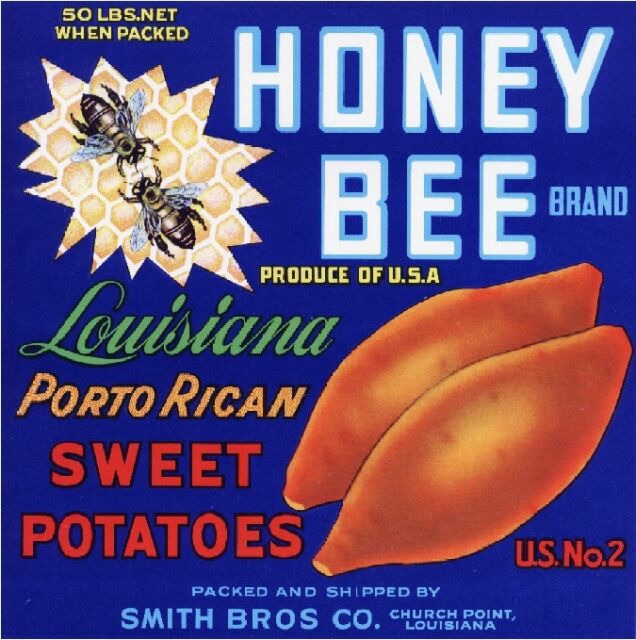 50 LBS.NET
WHEN PACKED
HONEY
BEE BRAND
PRODUCE OF U.S.A
Louisiana
PORTO RICAN
SWEET
POTATOES
U.S. No.2
PACKED AND SHIPPED BY
SMITH BROS CO. CHURCH POINT,
LOUISIANA